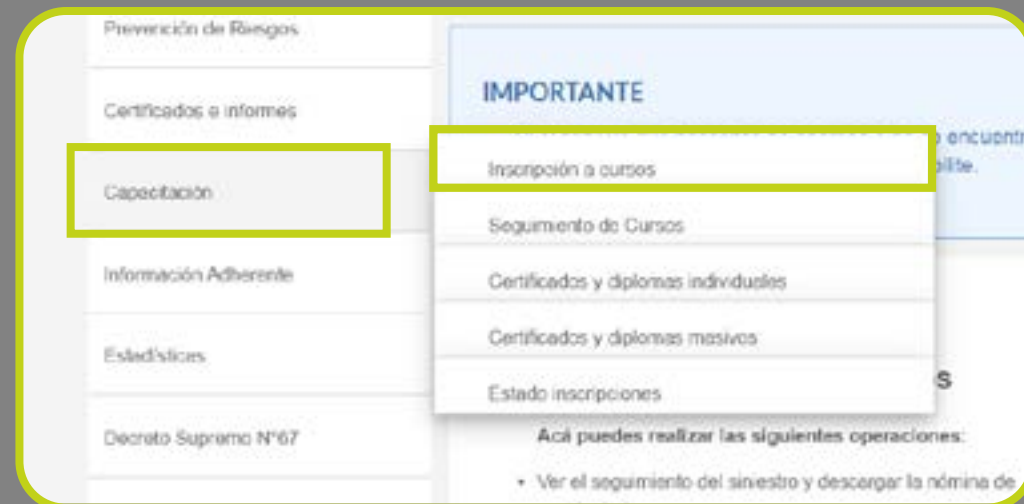 Prevención de Riesgos
Certificados e informes
Capacitación
Información Adherente
Estadísticas
Decreto Supremo N°67
IMPORTANTE
encuentr
Inscripción a cursos
Seguimiento de Cursos
Certificados y diplomas individuales
Certificados y diplomas masivos
Estado inscripciones
s
Acá puedes realizar las siguientes operaciones:
• Ver el seguimiento del siniestro y descargar la nómina de